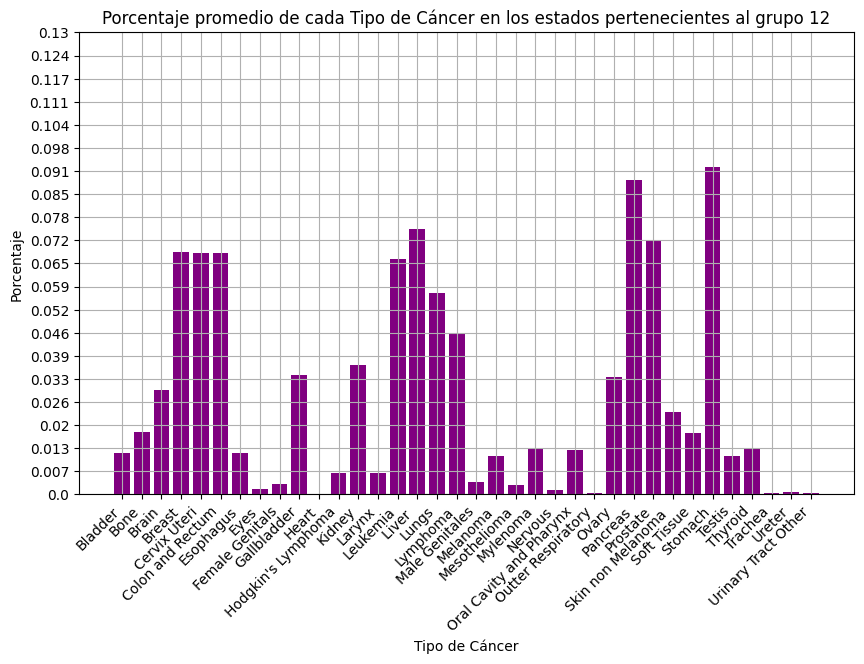 Porcentaje promedio de cada Tipo de Cáncer en los estados pertenecientes al grupo 12
Porcentaje
0.13
0.124
0.117
0.111
0.104
0.098
0.091
0.085
0.078
0.072
0.065
0.059
0.052
0.046
0.039
0.033
0.026
0.02
0.013
0.007
0.0
Bladder
Bone
Brain
Breast
Cervix Uteri
Colon and Rectum
Esophagus
Eyes
Female Genitals
Gallbladder
Heart
Hodgkin's Lymphoma
Kidney
Larynx
Leukemia
Liver
Lungs
Lymphoma
Male Genitales
Melanoma
Mesothelioma
Mylenoma
Nervous
Oral Cavity and Pharynx
Outter Respiratory
Ovary
Pancreas
Prostate
Skin non Melanoma
Soft Tissue
Stomach
Testis
Thyroid
Trachea
Ureter
Urinary Tract Other
Tipo de Cáncer